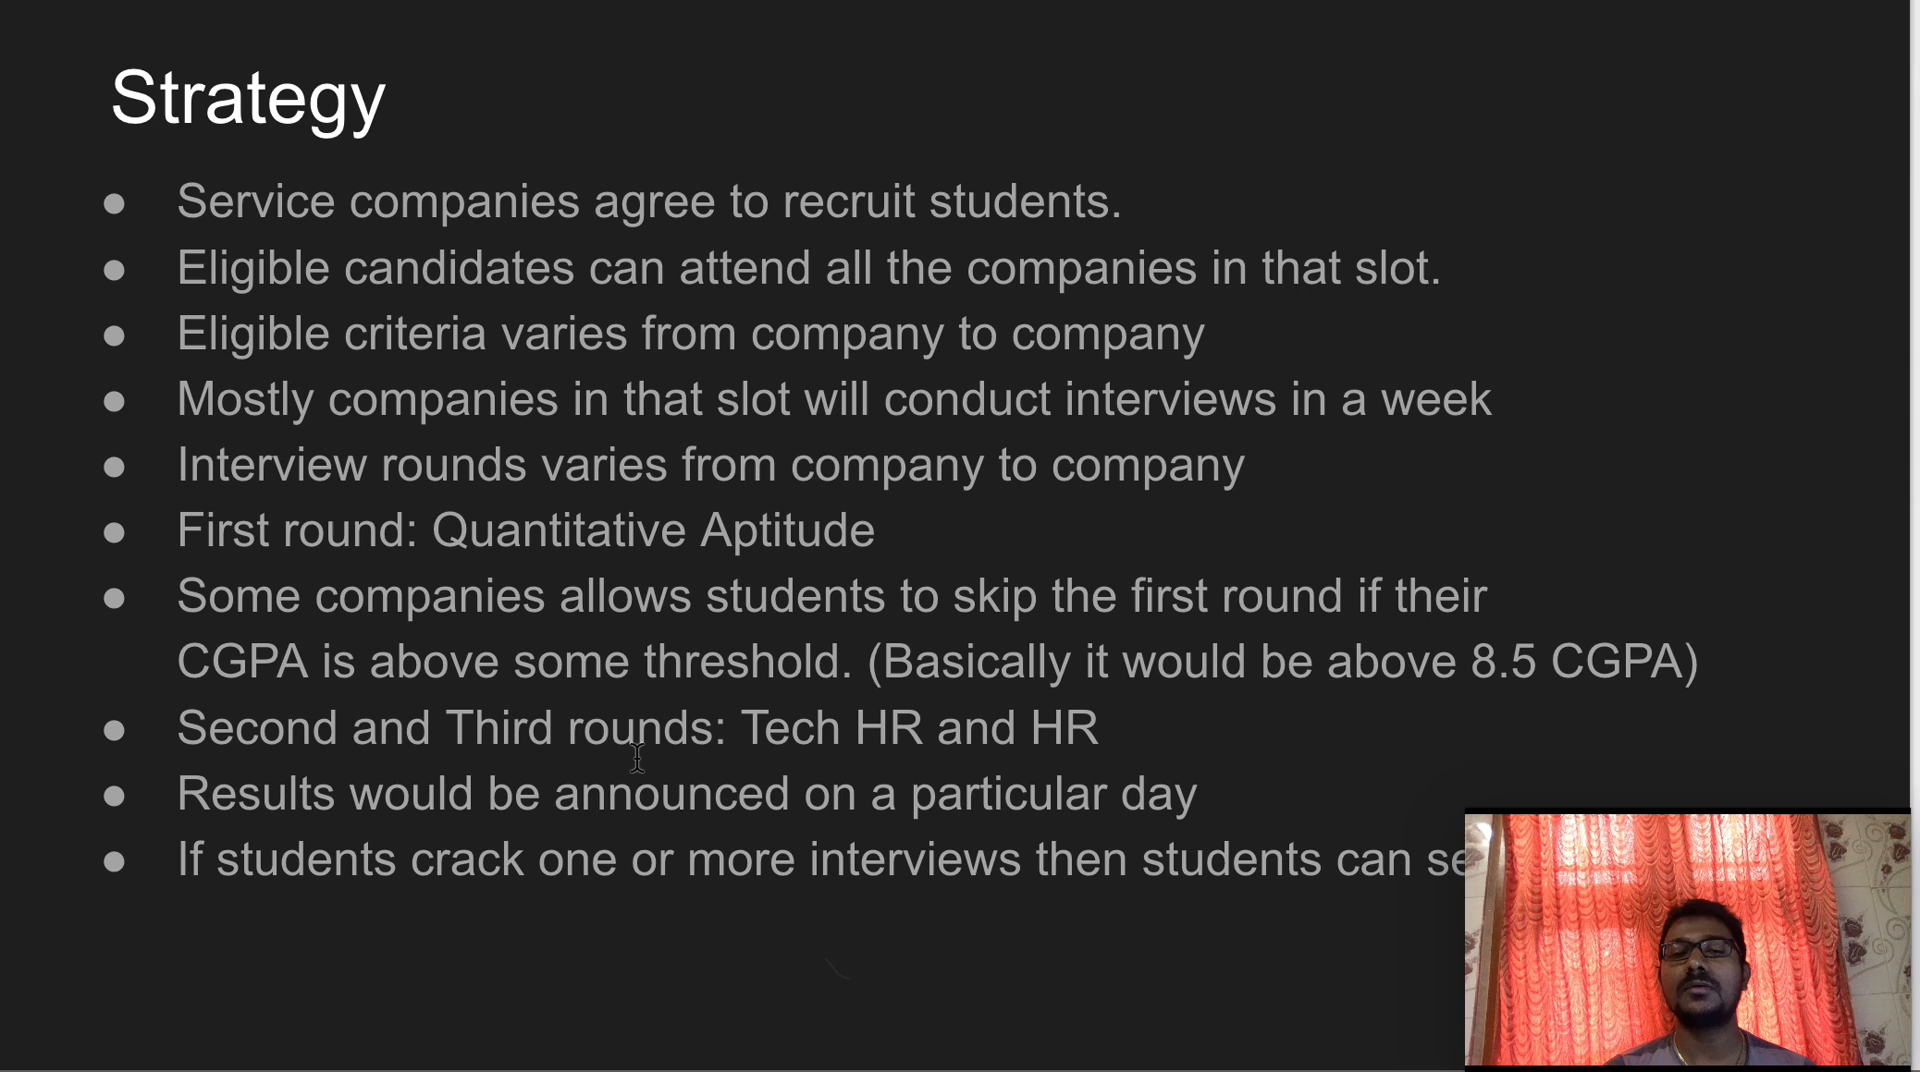 Strategy
● Service companies agree to recruit students.
● Eligible candidates can attend all the companies in that slot.
● Eligible criteria varies from company to company
● Mostly companies in that slot will conduct interviews in a week
● Interview rounds varies from company to company
● First round: Quantitative Aptitude
● Some companies allows students to skip the first round if their
CGPA is above some threshold. (Basically it would be above 8.5 CGPA)
● Second and Third rounds: Tech HR and HR
● Results would be announced on a particular day
● If students crack one or more interviews then students can